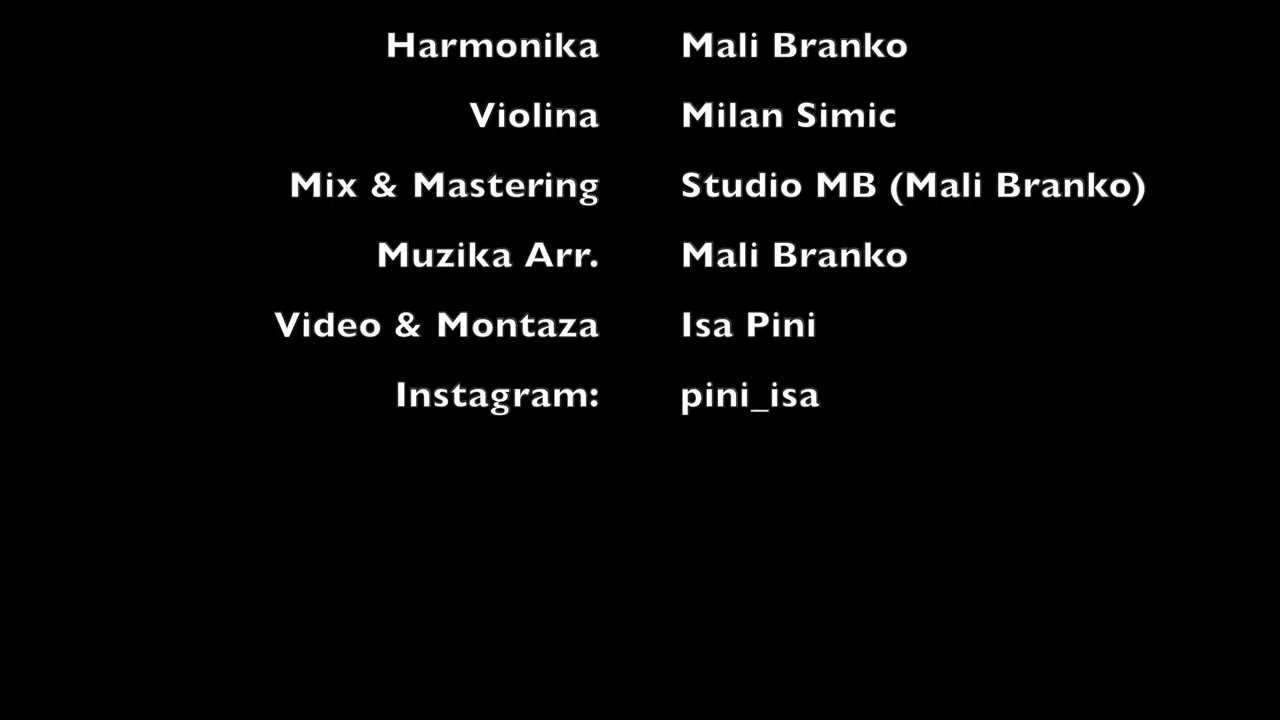 Harmonika Mali Branko
Violina Milan Simic
Mix & Mastering Studio MB (Mali Branko)
Muzika Arr. Mali Branko
Video & Montaza Isa Pini
Instagram: pini_isa